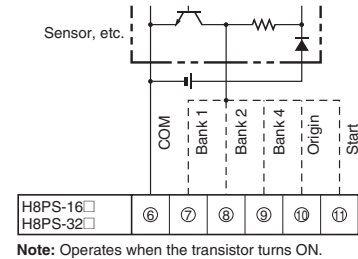 Sensor, etc.
COM
Bank 1
Bank 2
Bank 4
Origin
Start
H8PS-16□
H8PS-32□
⑥ ⑦ ⑧ ⑨ ⑩ ⑪
Note: Operates when the transistor turns ON.